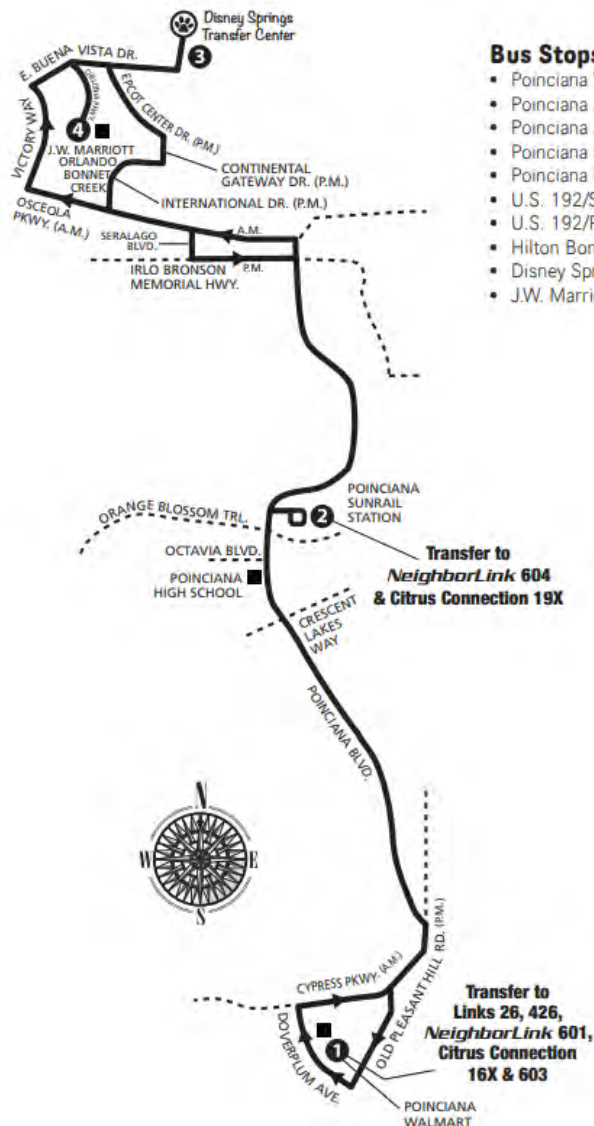 Disney Springs
Transfer Center
3
E. BUENA VISTA DR.
EPCOT CENTER DR. (P.M.)
VICTORY WAY
4
J.W. MARRIOTT
ORLANDO
BONNET
CREEK
CONTINENTAL
GATEWAY DR. (P.M.)
INTERNATIONAL DR. (P.M.)
OSCEOLA
PKWY. (A.M.)
SERALAGO
BLVD.
A.M.
P.M.
IRLO BRONSON
MEMORIAL HWY.
Bus Stops
• Poinciana
• Poinciana
• Poinciana
• Poinciana
• Poinciana
• U.S. 192/S
• U.S. 192/
• Hilton Bon
• Disney Spr
• J.W. Marri
POINCIANA
SUNRAIL
STATION
2
ORANGE BLOSSOM TRL.
OCTAVIA BLVD.
POINCIANA
HIGH SCHOOL
Transfer to
NeighborLink 604
& Citrus Connection 19X
CRESCENT
LAKES
WAY
POINCIANA BLVD.
N
W
E
S
CYPRESS PKWY. (A.M.)
OLD PLEASANT HILL RD. (P.M.)
DOVERPLUM AVE.
1
Transfer to
Links 26, 426,
NeighborLink 601,
Citrus Connection
16X & 603
POINCIANA
WALMART